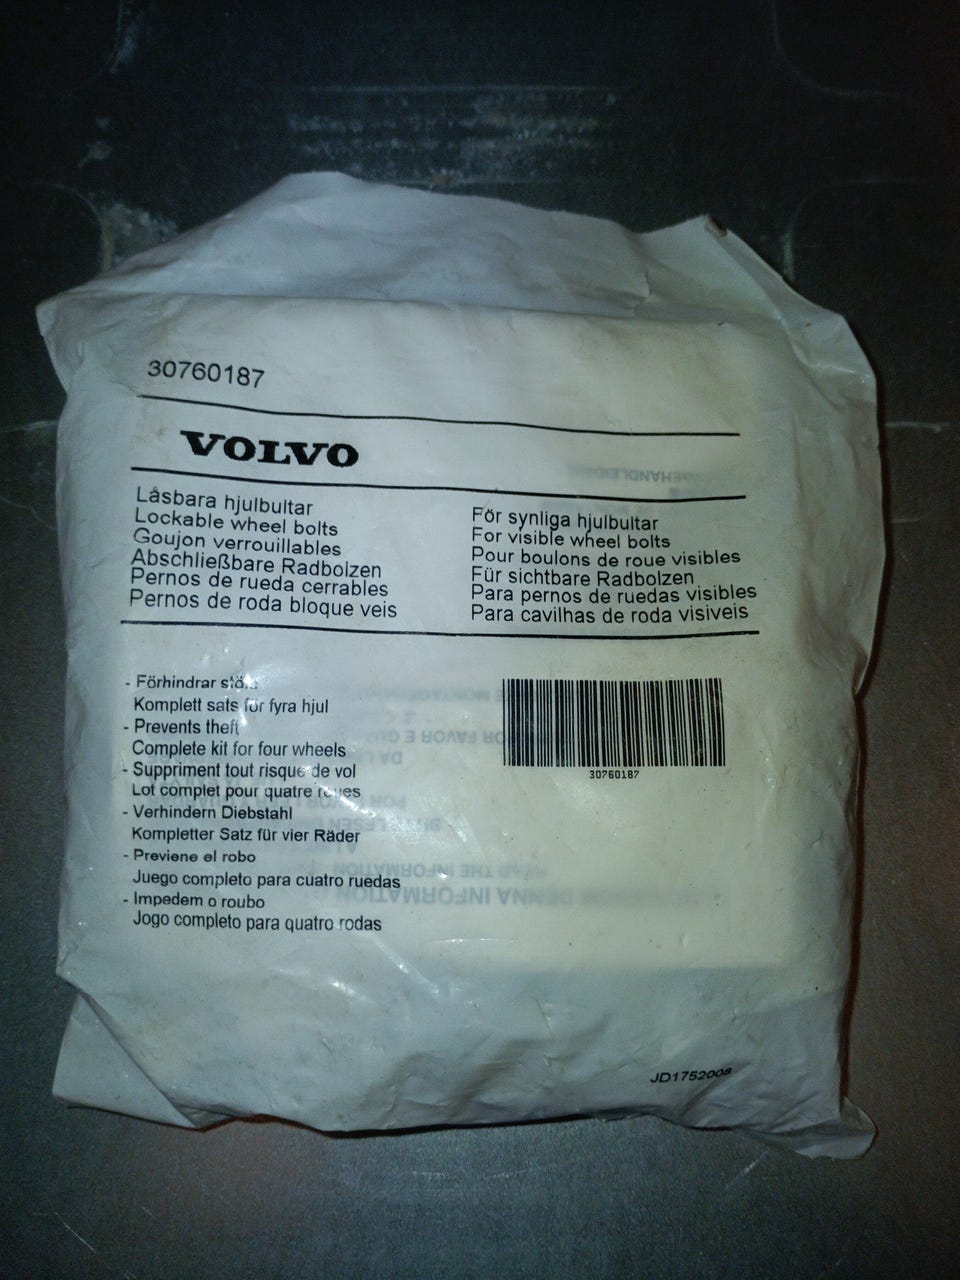 30760187
VOLVO
Låsbara hjulbultar
Lockable wheel bolts
Goujon verrouillables
Abschließbare Radbolzen
Pernos de rueda cerrables
Pernos de roda bloque veis
För synliga hjulbultar
For visible wheel bolts
Pour boulons de roue visibles
Für sichtbare Radbolzen
Para pernos de ruedas visibles
Para cavilhas de roda visiveis
- Förhindrar
Komplett sats för fyra hjul
- Prevents theft
Complete kit for four wheels
- Suppriment tout risque de vol
Lot complet pour quatre roues
- Verhindern Diebstahl
Kompletter Satz für vier Räder
- Previene el robo
Juego completo para cuatro ruedas
- Impedem o roubo
Jogo completo para quatro rodas
30760187
JD1752008